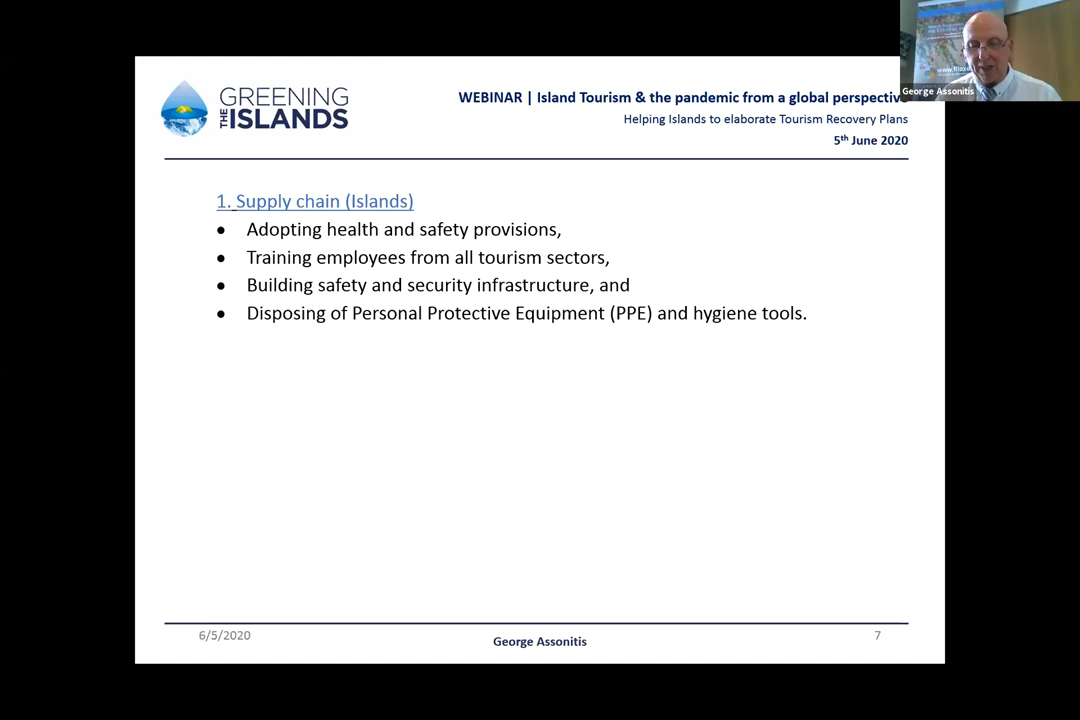 GREENING
THE ISLANDS
WEBINAR | Island Tourism & the pandemic from a global perspective
Helping Islands to elaborate Tourism Recovery Plans
5th June 2020
George Assonitis
1. Supply chain (Islands)
• Adopting health and safety provisions,
• Training employees from all tourism sectors,
• Building safety and security infrastructure, and
• Disposing of Personal Protective Equipment (PPE) and hygiene tools.
6/5/2020
George Assonitis
7